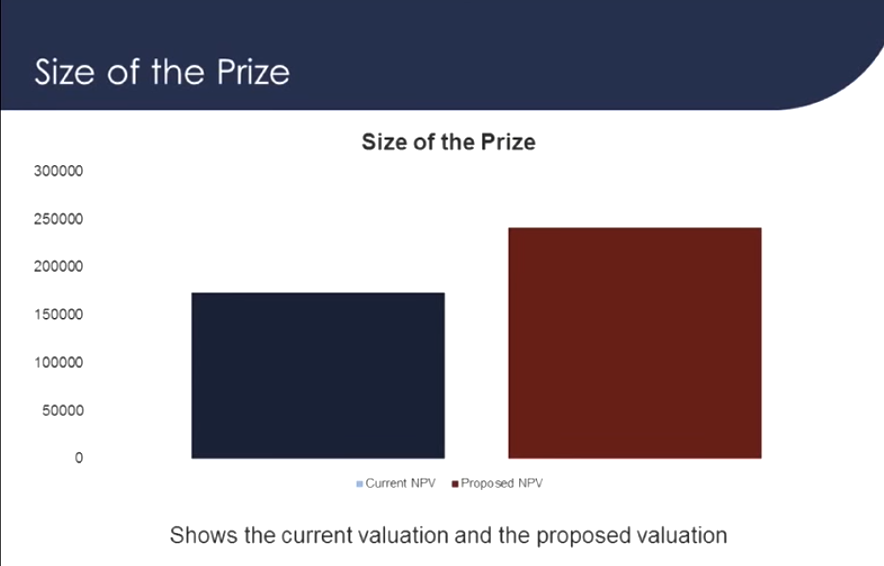 Size of the Prize
Size of the Prize
300000
250000
200000
150000
100000
50000
0
Current NPV Proposed NPV
Shows the current valuation and the proposed valuation